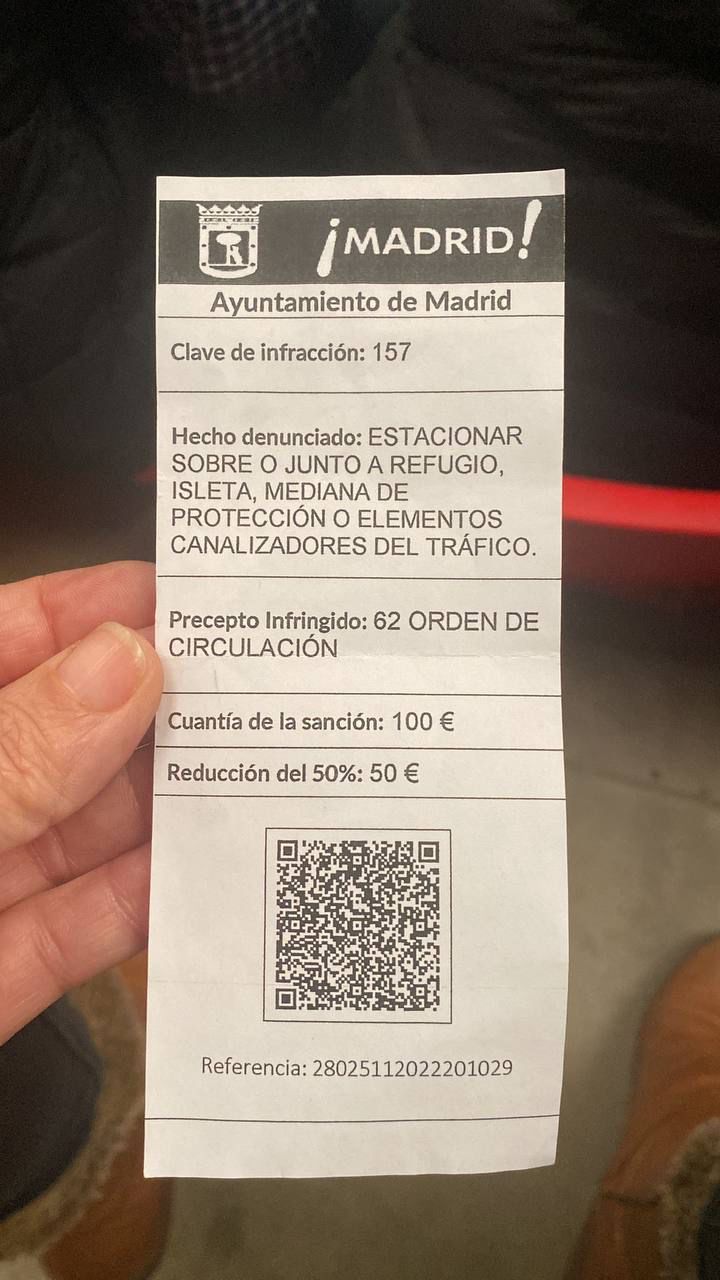 ¡MADRID!
Ayuntamiento de Madrid
Clave de infracción: 157
Hecho denunciado: ESTACIONAR
SOBRE O JUNTO A REFUGIO,
ISLETA, MEDIANA DE
PROTECCIÓN O ELEMENTOS
CANALIZADORES DEL TRÁFICO.
Precepto Infringido: 62 ORDEN DE
CIRCULACIÓN
Cuantía de la sanción: 100 €
Reducción del 50%: 50 €
Referencia: 28025112022201029